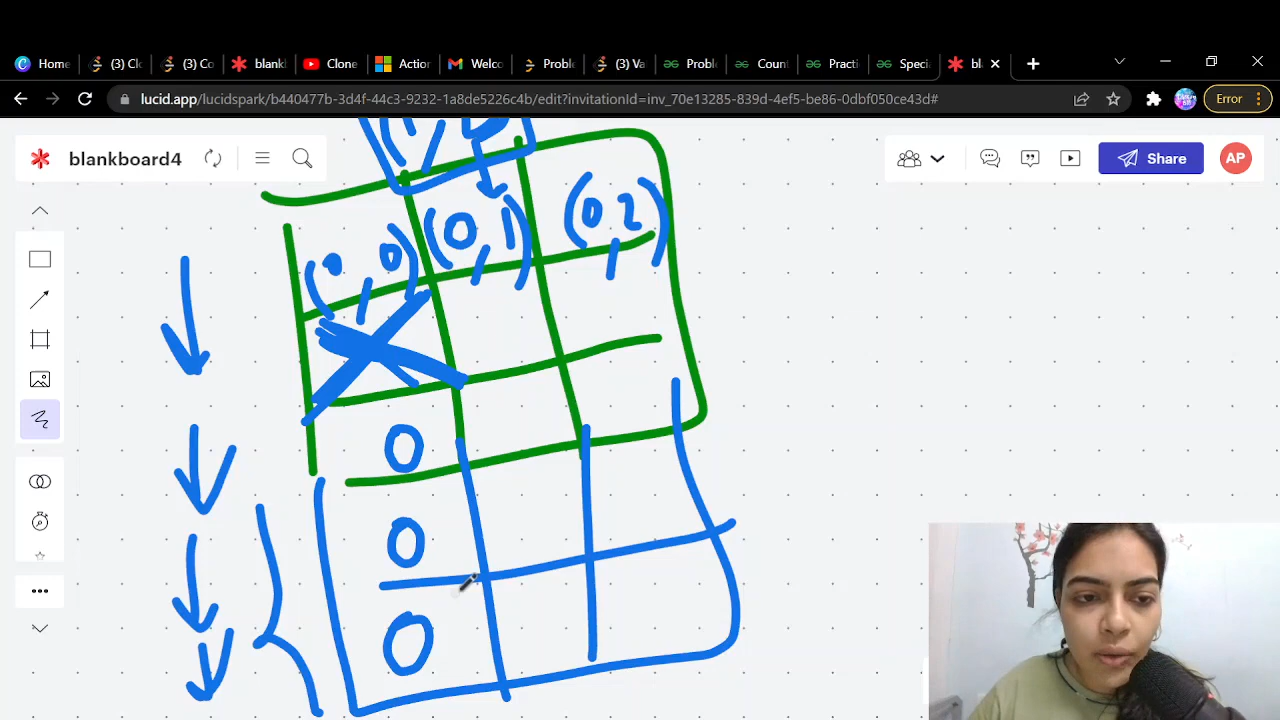 Home
(3) Cl
(3) Co
blank
Clone
Action
Welco
Proble
(3) Va
Probl
Count
Practi
Speci
bl
lucid.app/lucidspark/b440477b-3d4f-44c3-9232-1a8de5226c4b/edit?invitationId=inv_70e13285-839d-4ef5-be86-0dbf050ce43d#
Error
blankboard4
Share
AP
(0, 0) (0, 1) (0, 2)
0
0
0